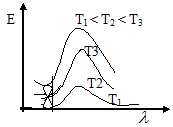 E
T₁ < T₂ < T₃
T3
T2
T₁
λ